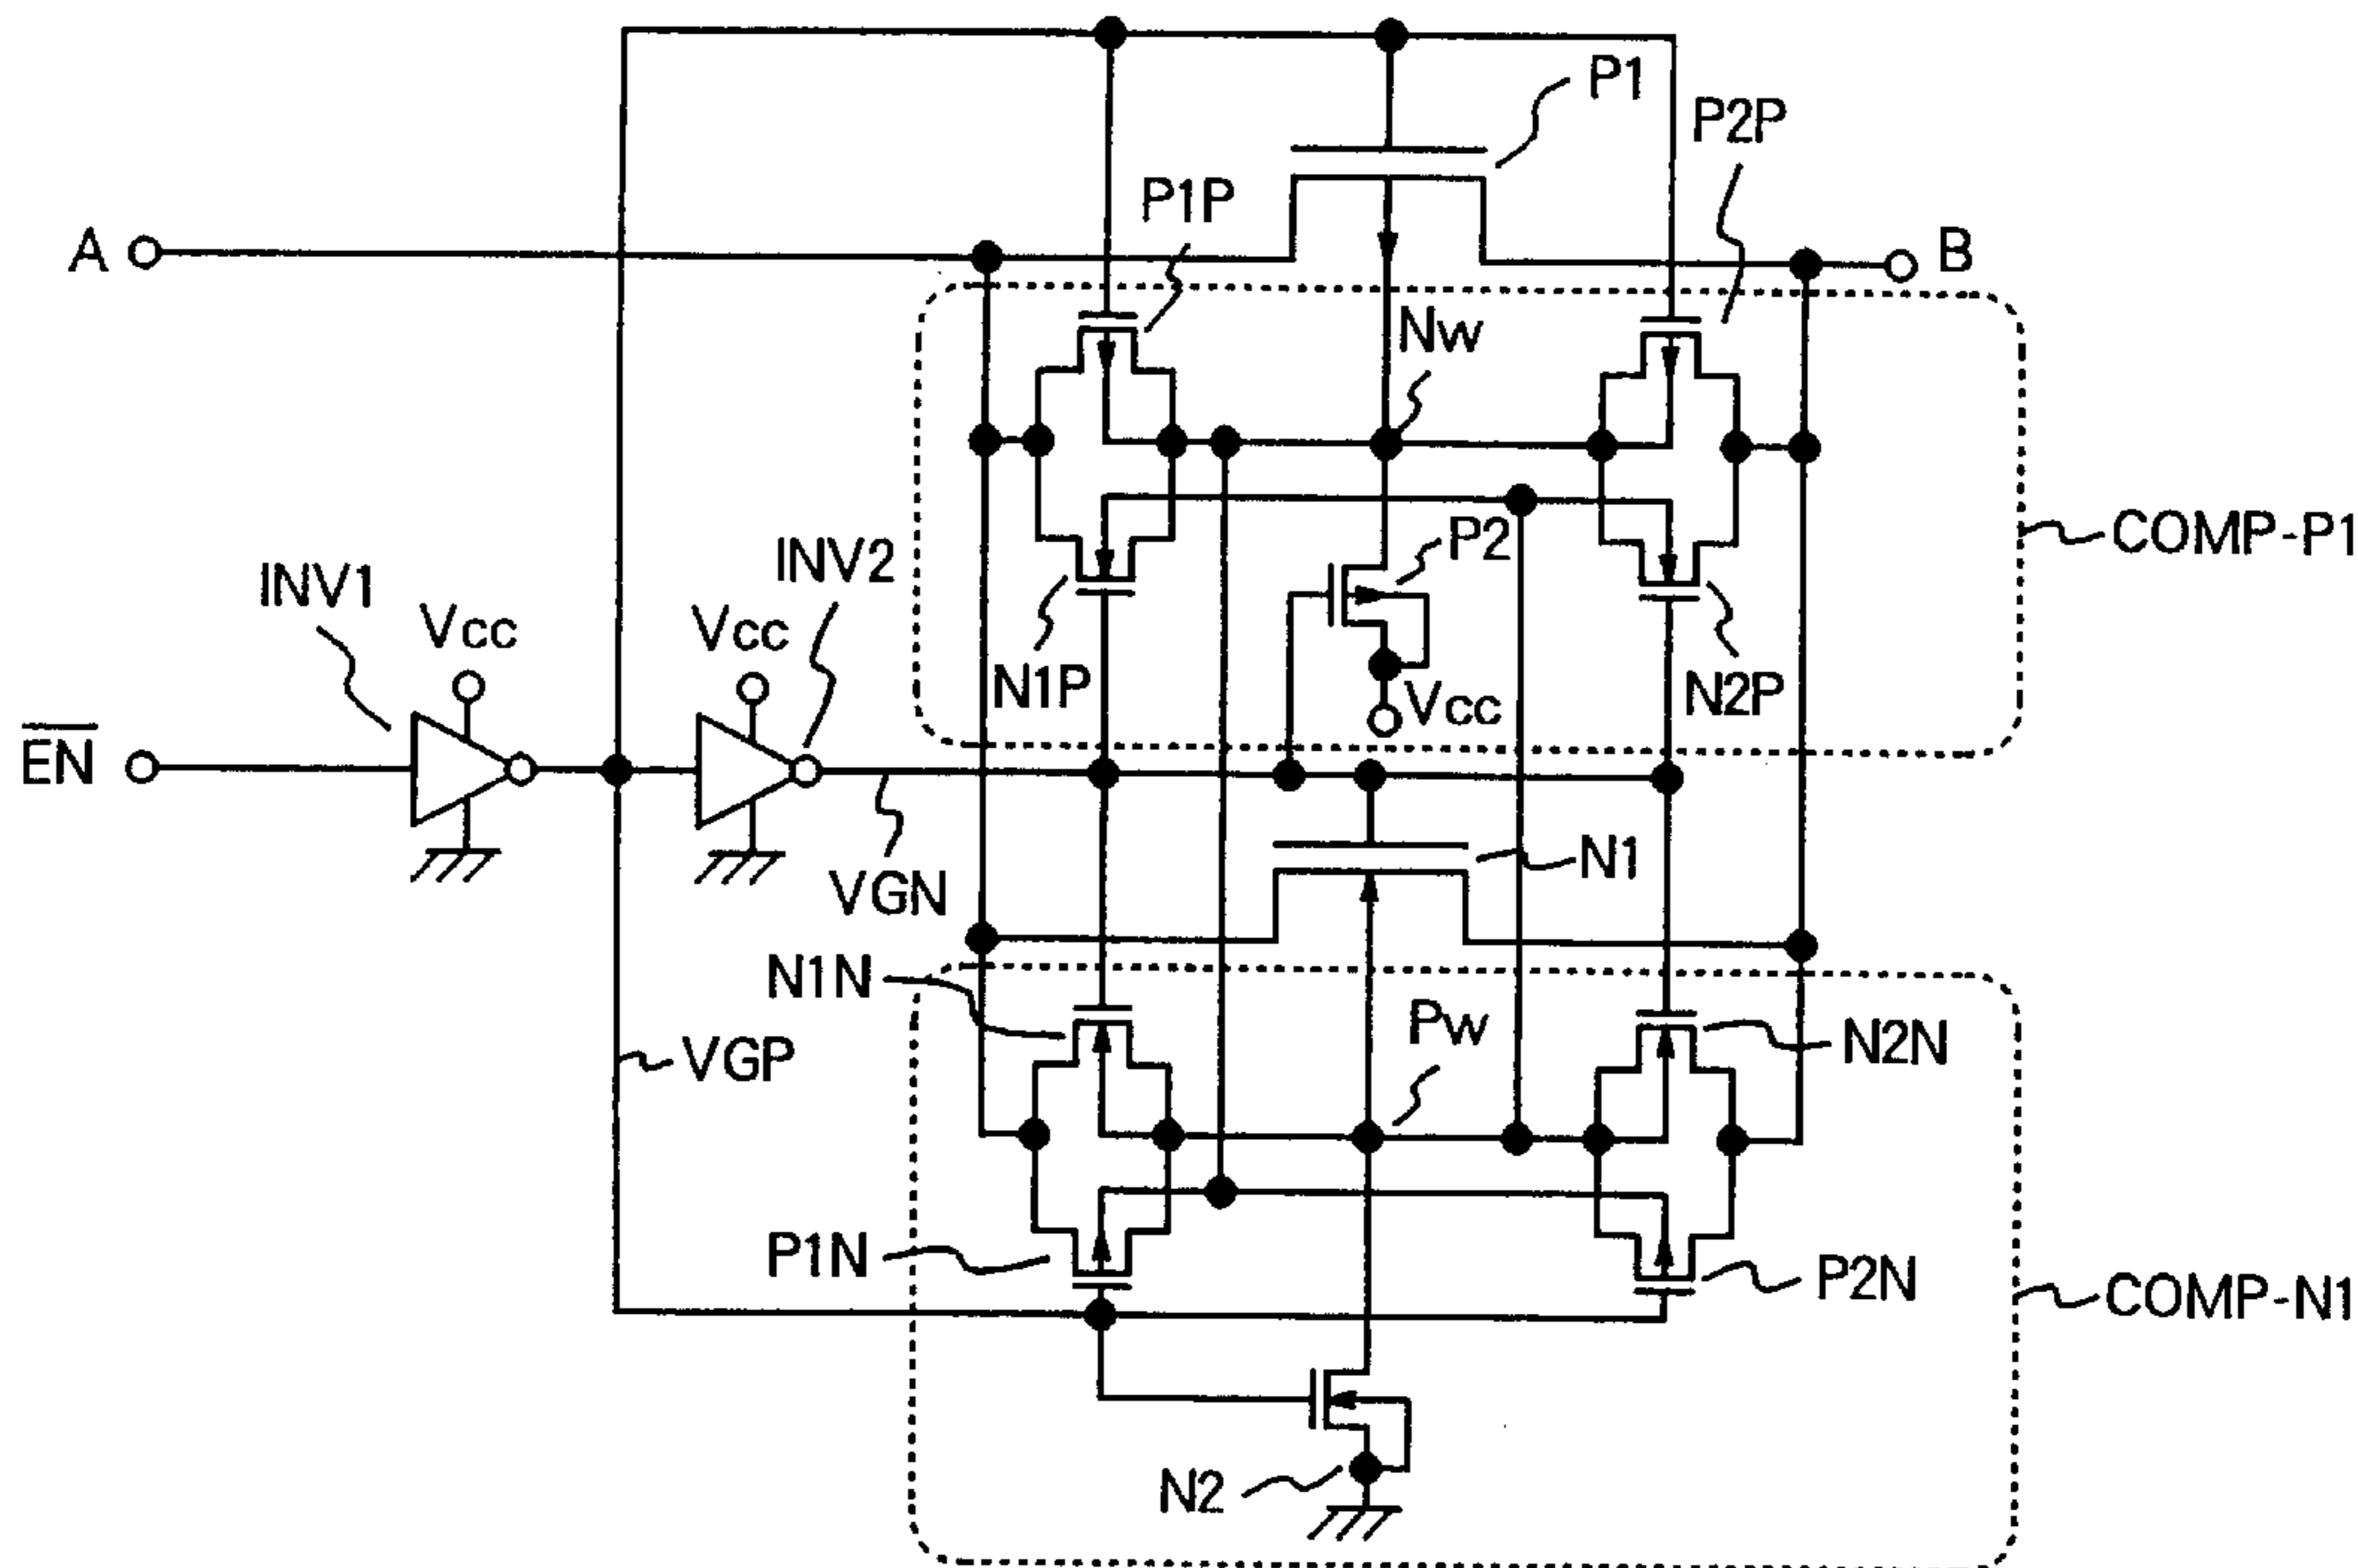 P1
P2P
P1P
A
B
Nw
COMP-P1
P2
INV2
INV1
Vcc
Vcc
N1P
N2P
Vcc
E̅N̅
N1
VGN
N1N
Pw
N2N
VGP
P1N
P2N
COMP-N1
N2